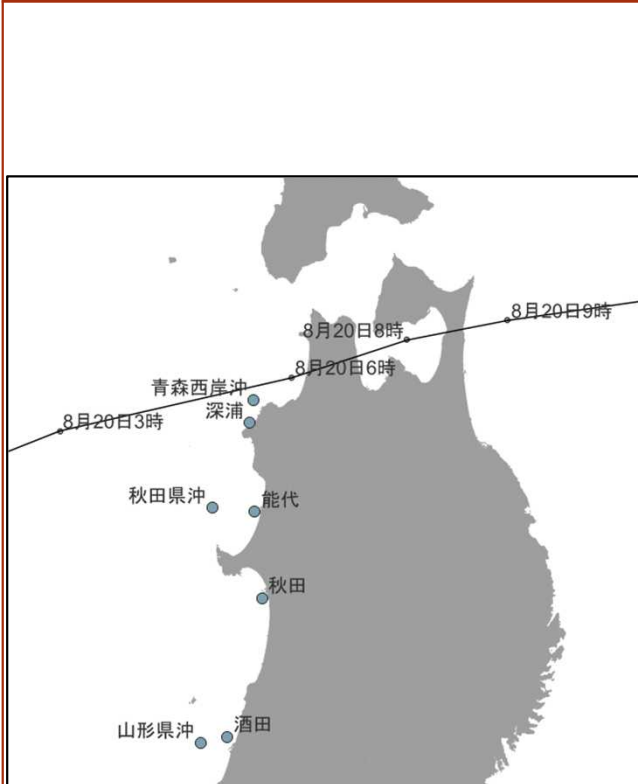 8月20日9時
8月20日8時
8月20日6時
青森西岸沖
深浦
8月20日3時
秋田県沖
能代
秋田
山形県沖
酒田